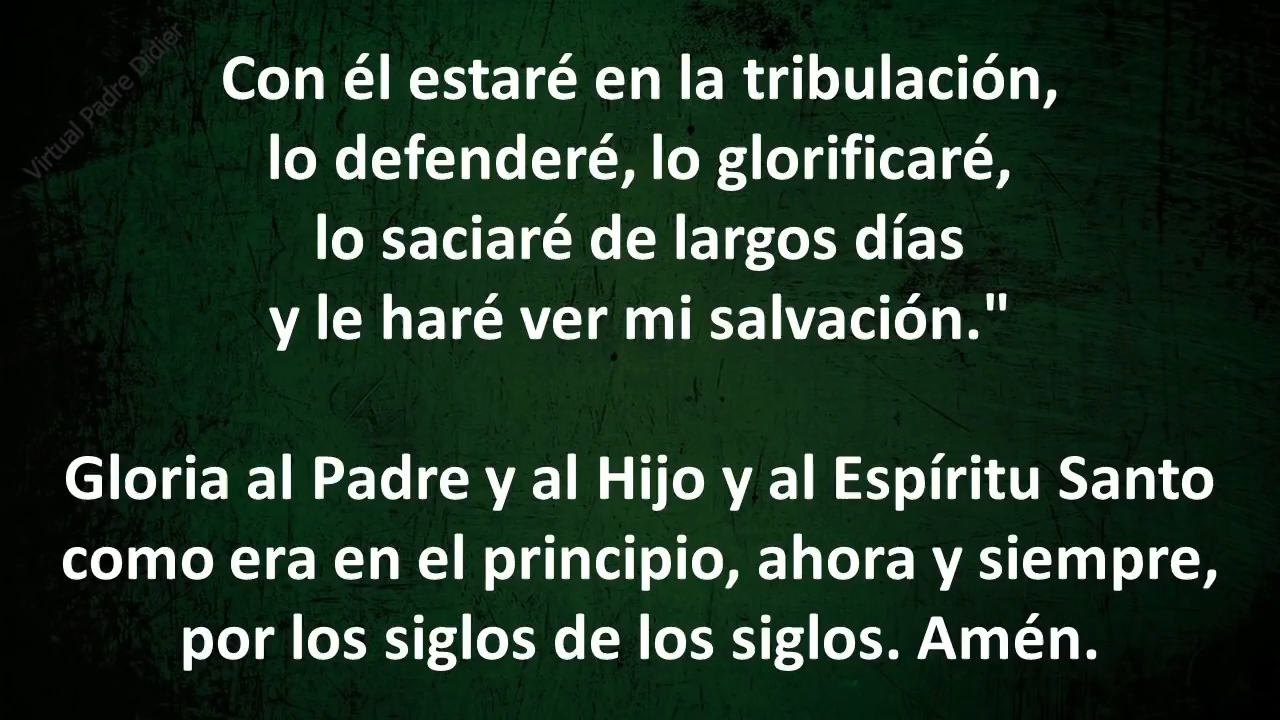 Virtual Padre Didier
Con él estaré en la tribulación,
lo defenderé, lo glorificaré,
lo saciaré de largos días
y le haré ver mi salvación."
Gloria al Padre y al Hijo y al Espíritu Santo
como era en el principio, ahora y siempre,
por los siglos de los siglos. Amén.